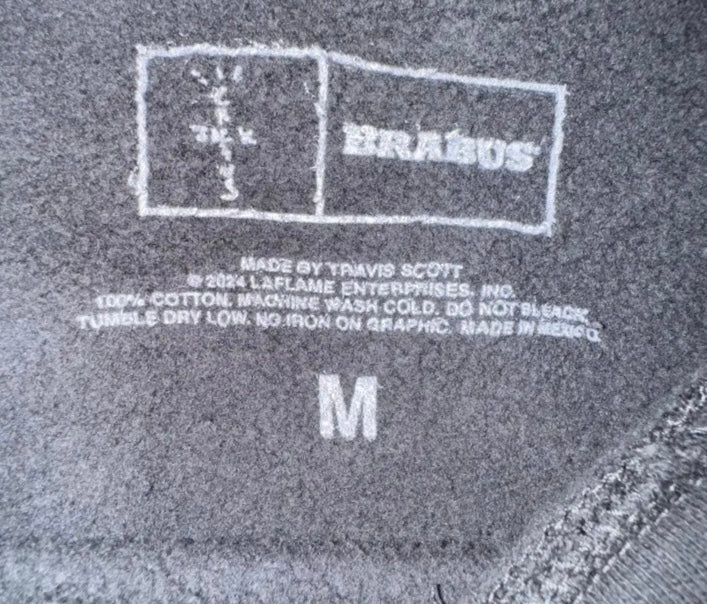 BRABUS
MADE BY TRAVIS SCOTT
© 2024 LAFLAME ENTERPRISES, INC.
100% COTTON. MACHINE WASH COLD. DO NOT BLEACH.
TUMBLE DRY LOW. NO IRON ON GRAPHIC. MADE IN MEXICO.
M